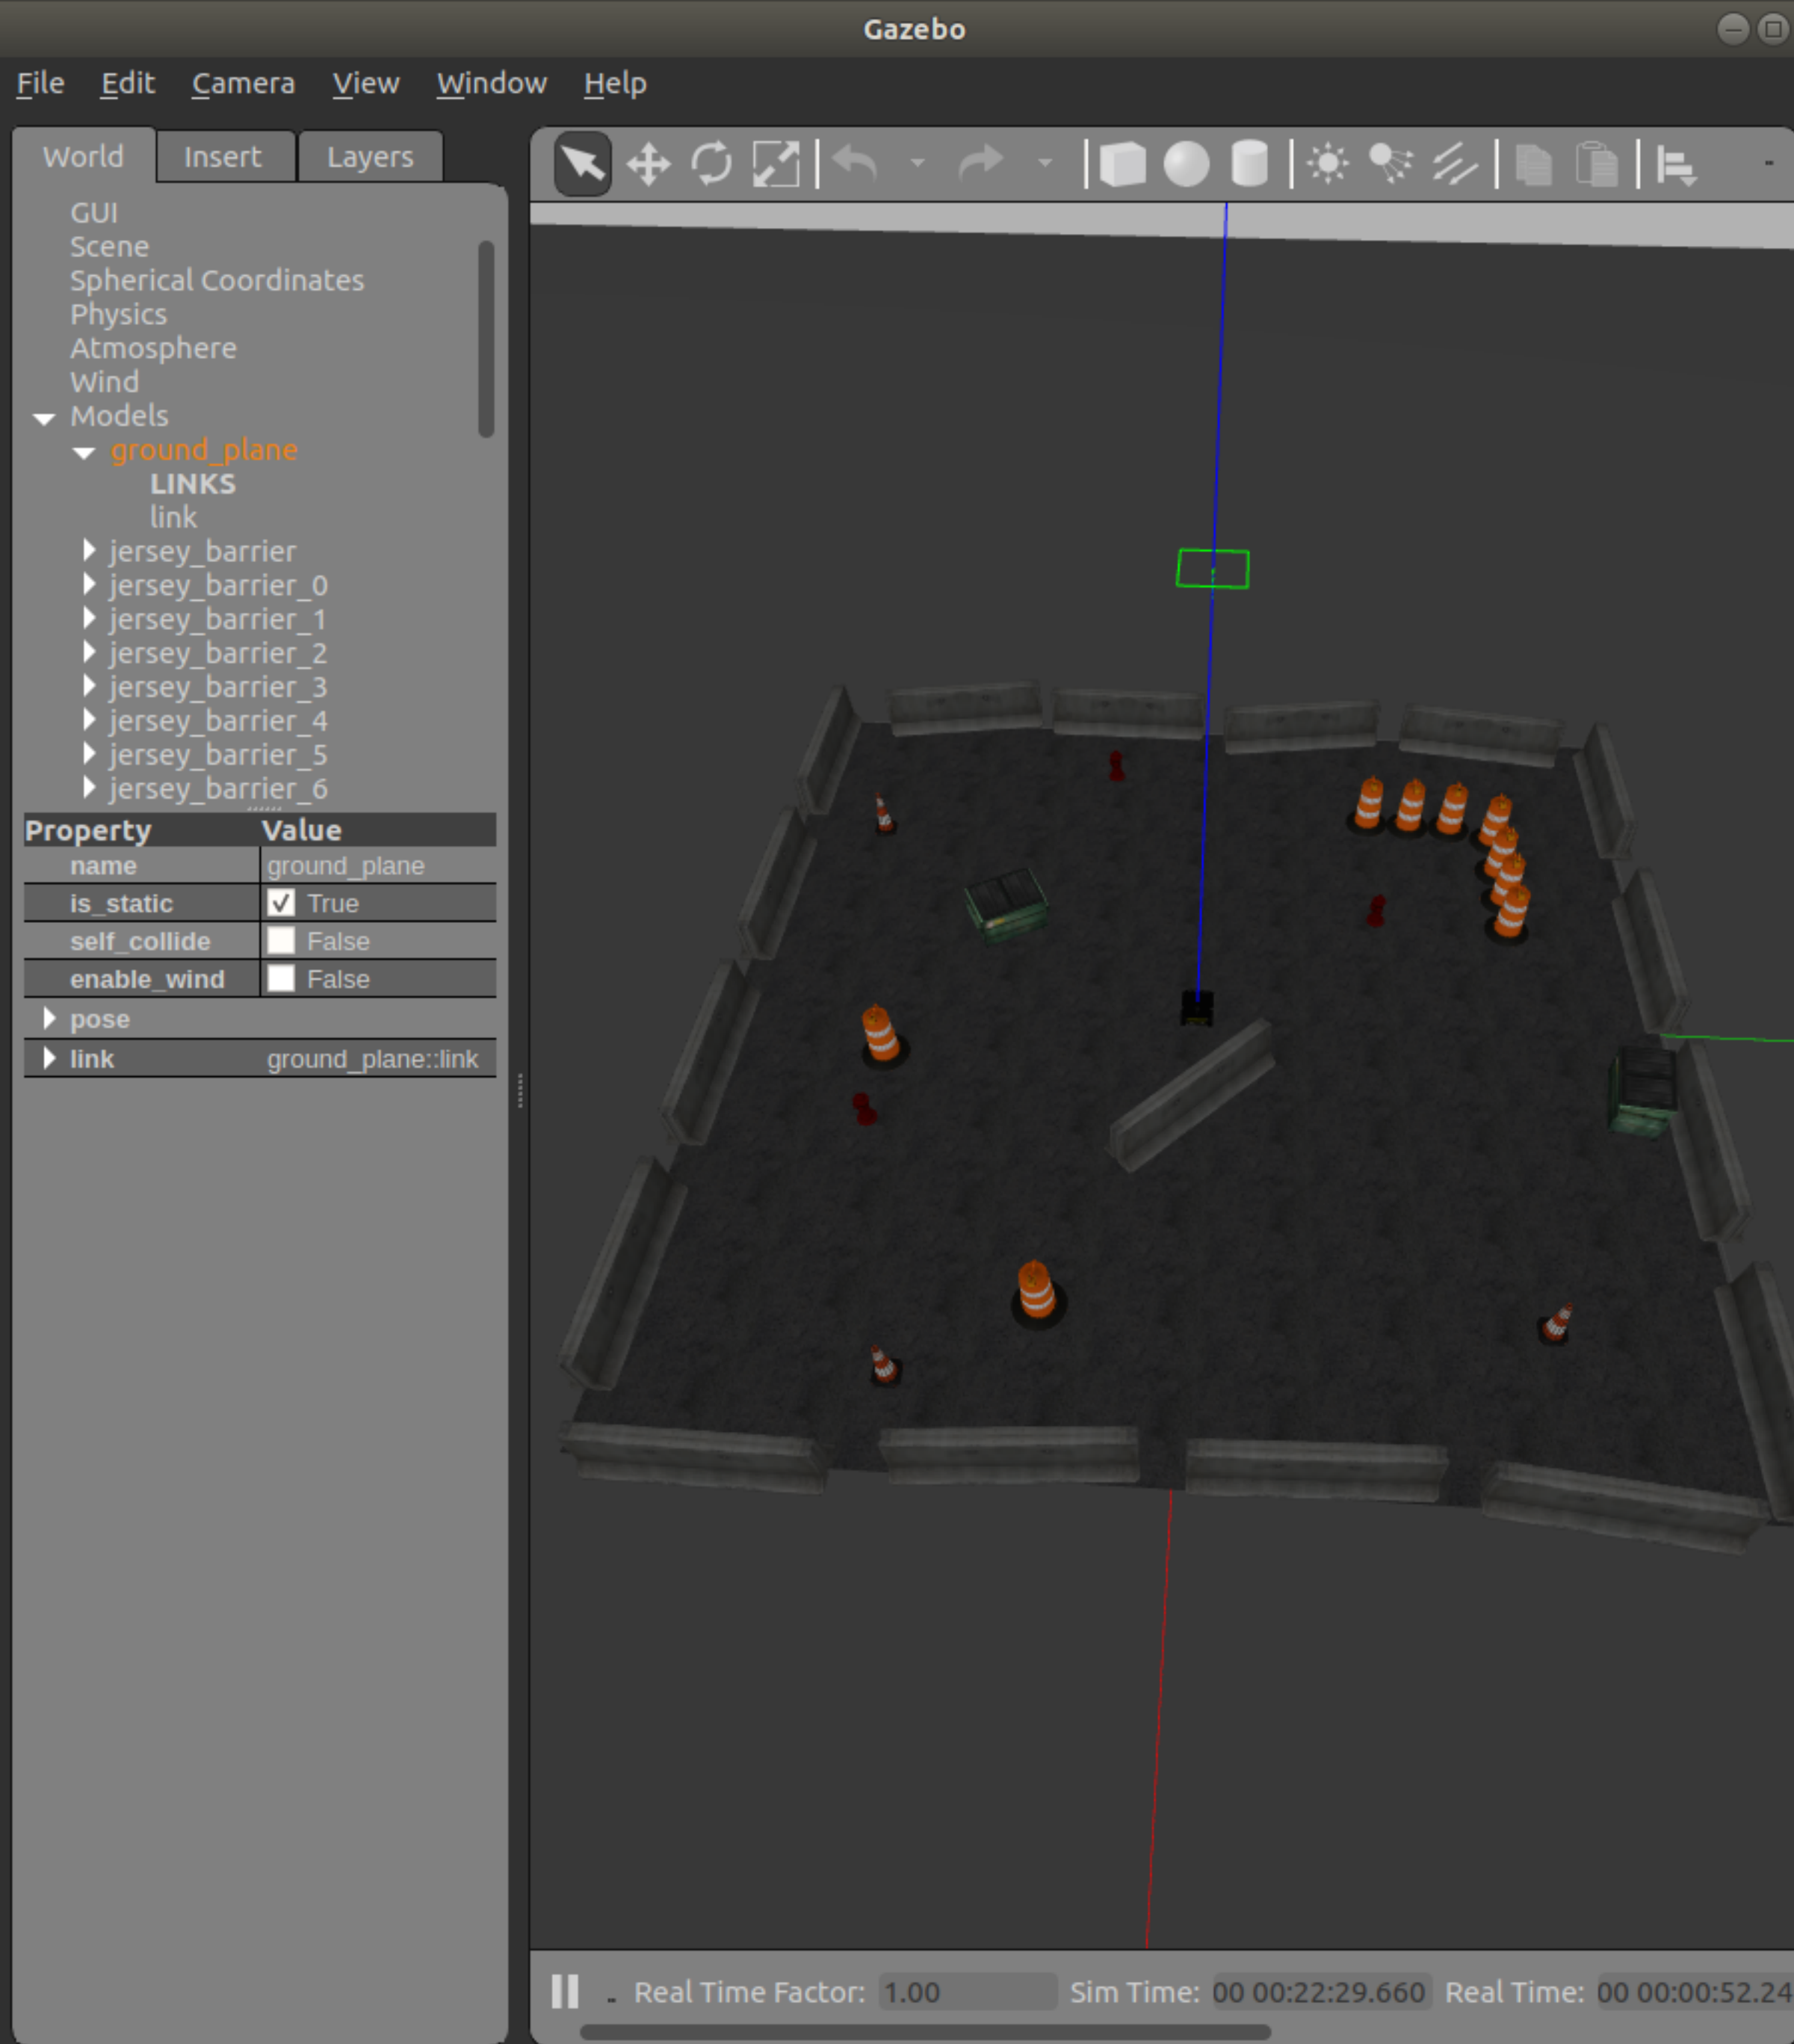 Gazebo
File Edit Camera View Window Help
World Insert Layers
GUI
Scene
Spherical Coordinates
Physics
Atmosphere
Wind
Models
ground_plane
LINKS
link
jersey_barrier
jersey_barrier_0
jersey_barrier_1
jersey_barrier_2
jersey_barrier_3
jersey_barrier_4
jersey_barrier_5
jersey_barrier_6
Property Value
name ground_plane
is_static True
self_collide False
enable_wind False
pose
link ground_plane::link
Real Time Factor: 1.00 Sim Time: 00 00:22:29.660 Real Time: 00 00:00:52.24